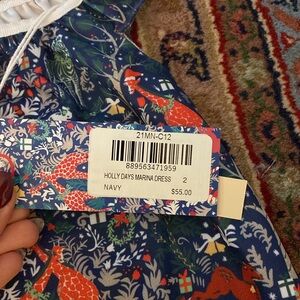 21MN-C12
889563471959
HOLLY DAYS MARINA DRESS 2
NAVY $55.00